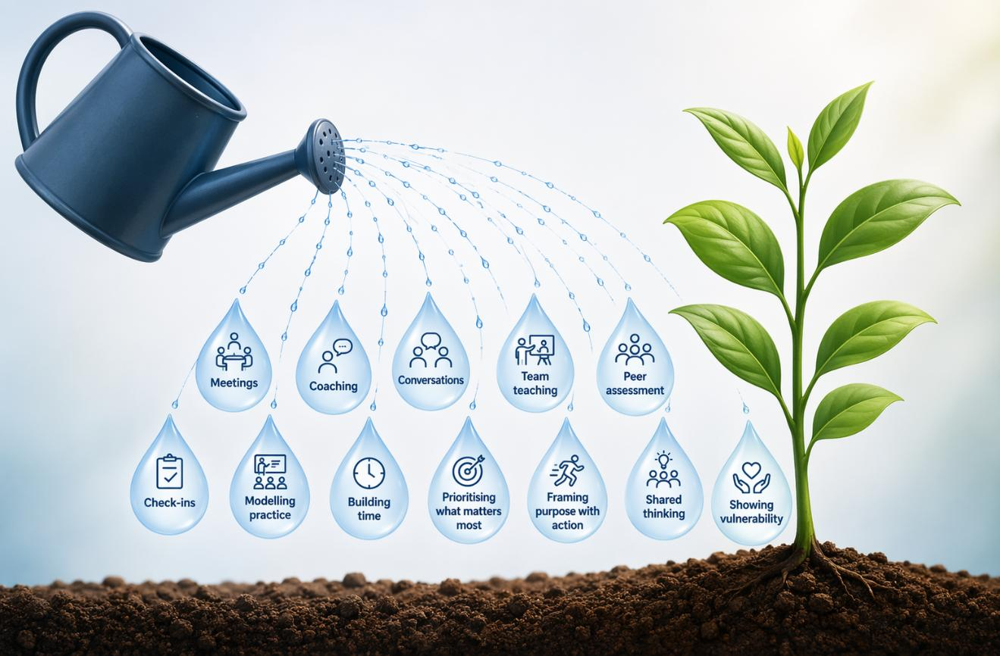 Meetings
Coaching
Conversations
Team
teaching
Peer
assessment
Check-ins
Modelling
practice
Building
time
Prioritising
what matters
most
Framing
purpose with
action
Shared
thinking
Showing
vulnerability